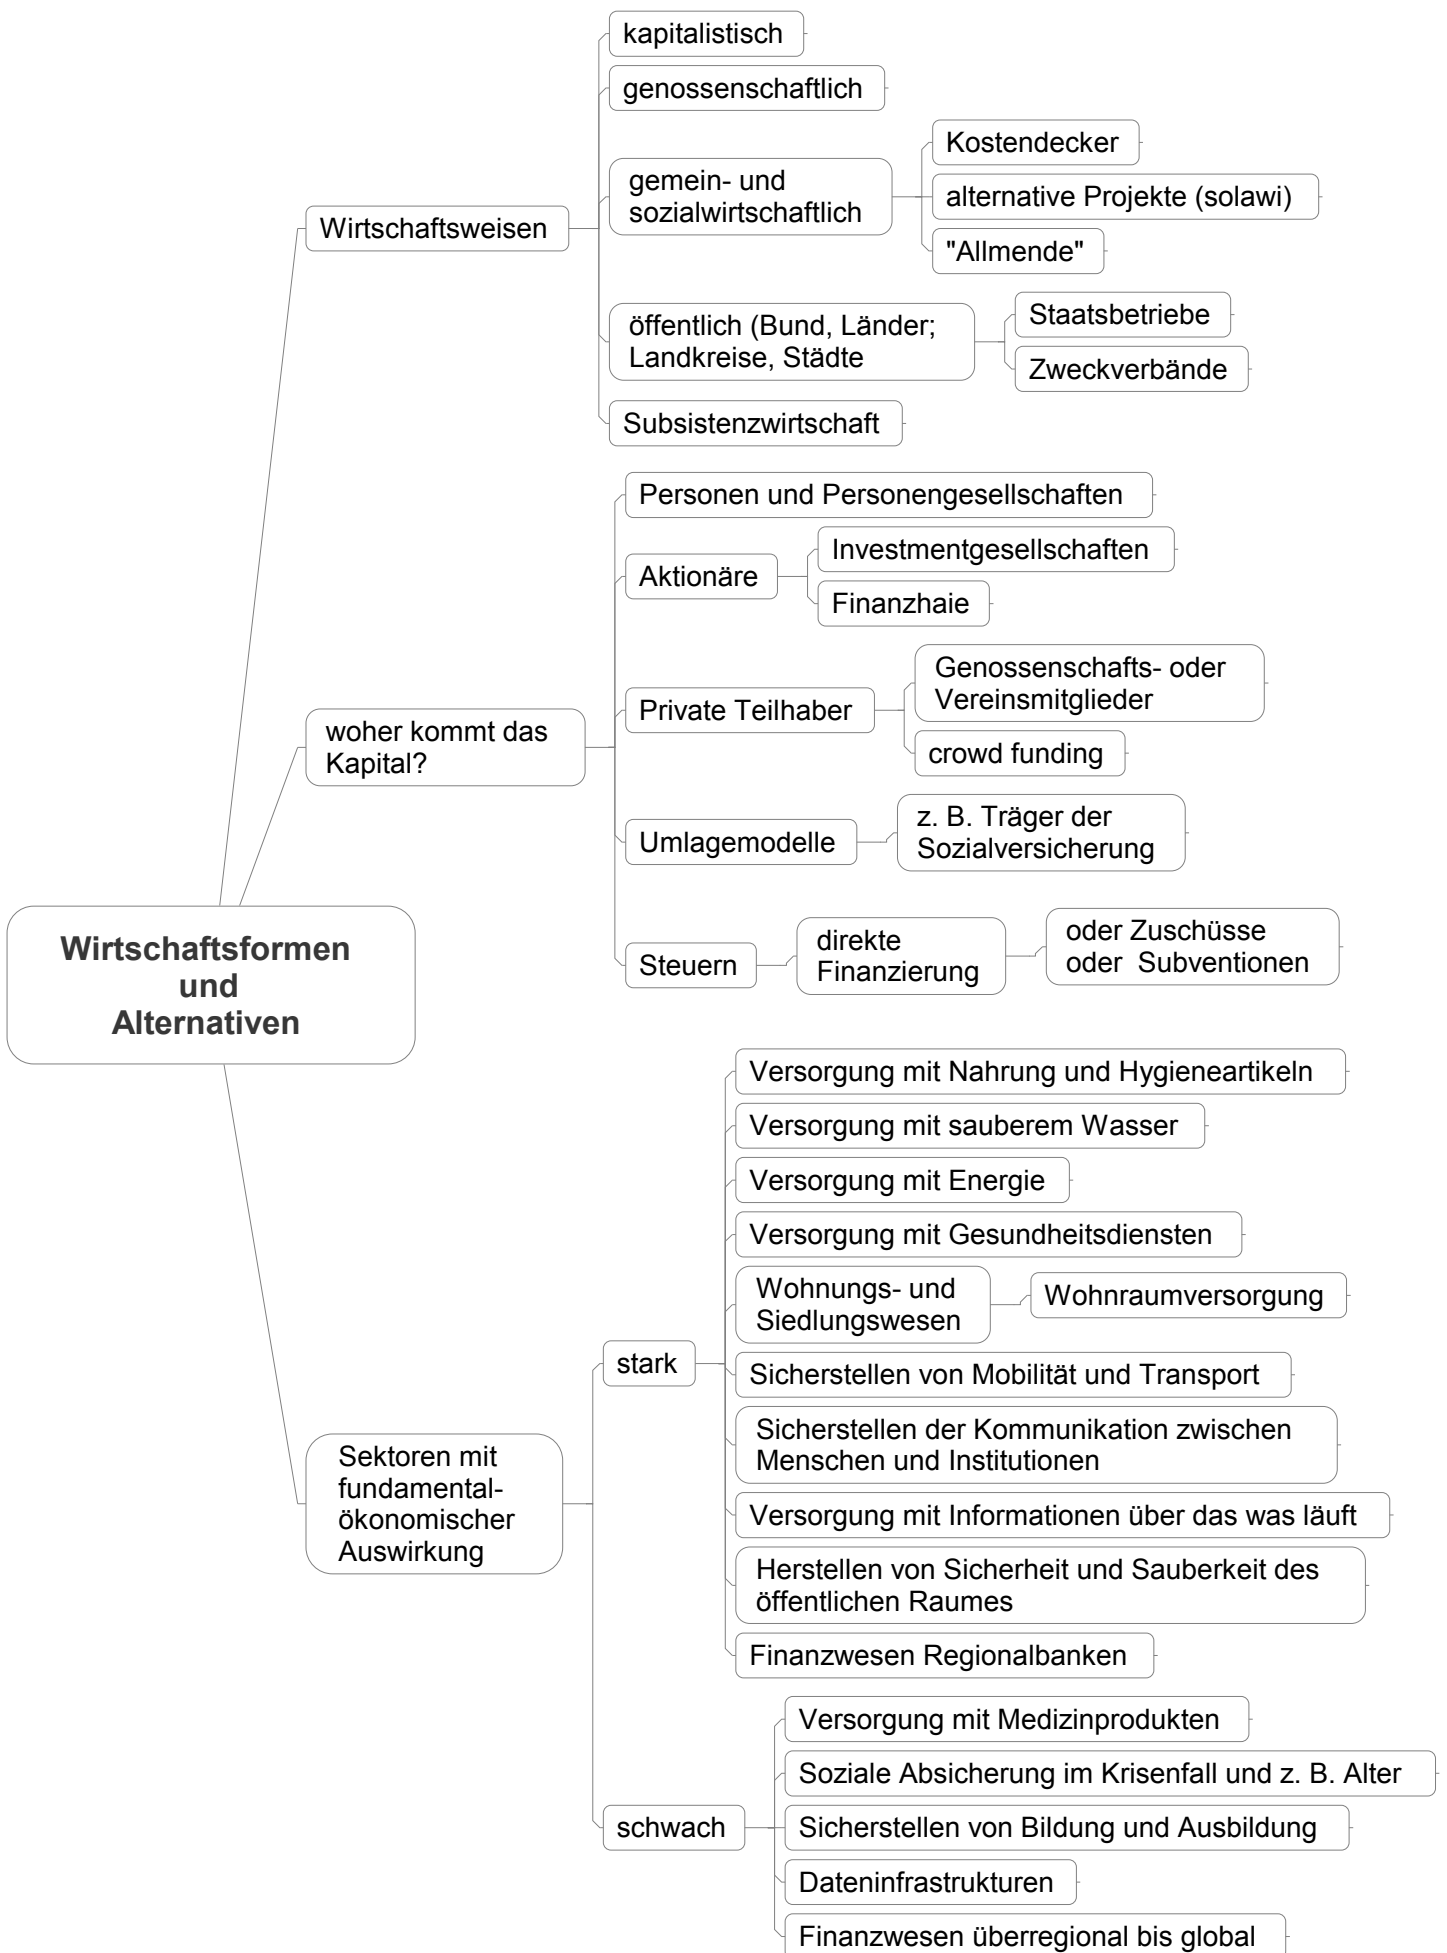 Wirtschaftsformen
und
Alternativen
Wirtschaftsweisen
kapitalistisch
genossenschaftlich
gemein- und
sozialwirtschaftlich
Kostendecker
alternative Projekte (solawi)
"Allmende"
öffentlich (Bund, Länder;
Landkreise, Städte
Staatsbetriebe
Zweckverbände
Subsistenzwirtschaft
woher kommt das
Kapital?
Personen und Personengesellschaften
Aktionäre
Investmentgesellschaften
Finanzhaie
Private Teilhaber
Genossenschafts- oder
Vereinsmitglieder
crowd funding
Umlagemodelle
z. B. Träger der
Sozialversicherung
Steuern
direkte
Finanzierung
oder Zuschüsse
oder  Subventionen
Sektoren mit
fundamental-
ökonomischer
Auswirkung
stark
Versorgung mit Nahrung und Hygieneartikeln
Versorgung mit sauberem Wasser
Versorgung mit Energie
Versorgung mit Gesundheitsdiensten
Wohnungs- und
Siedlungswesen
Wohnraumversorgung
Sicherstellen von Mobilität und Transport
Sicherstellen der Kommunikation zwischen
Menschen und Institutionen
Versorgung mit Informationen über das was läuft
Herstellen von Sicherheit und Sauberkeit des
öffentlichen Raumes
Finanzwesen Regionalbanken
schwach
Versorgung mit Medizinprodukten
Soziale Absicherung im Krisenfall und z. B. Alter
Sicherstellen von Bildung und Ausbildung
Dateninfrastrukturen
Finanzwesen überregional bis global